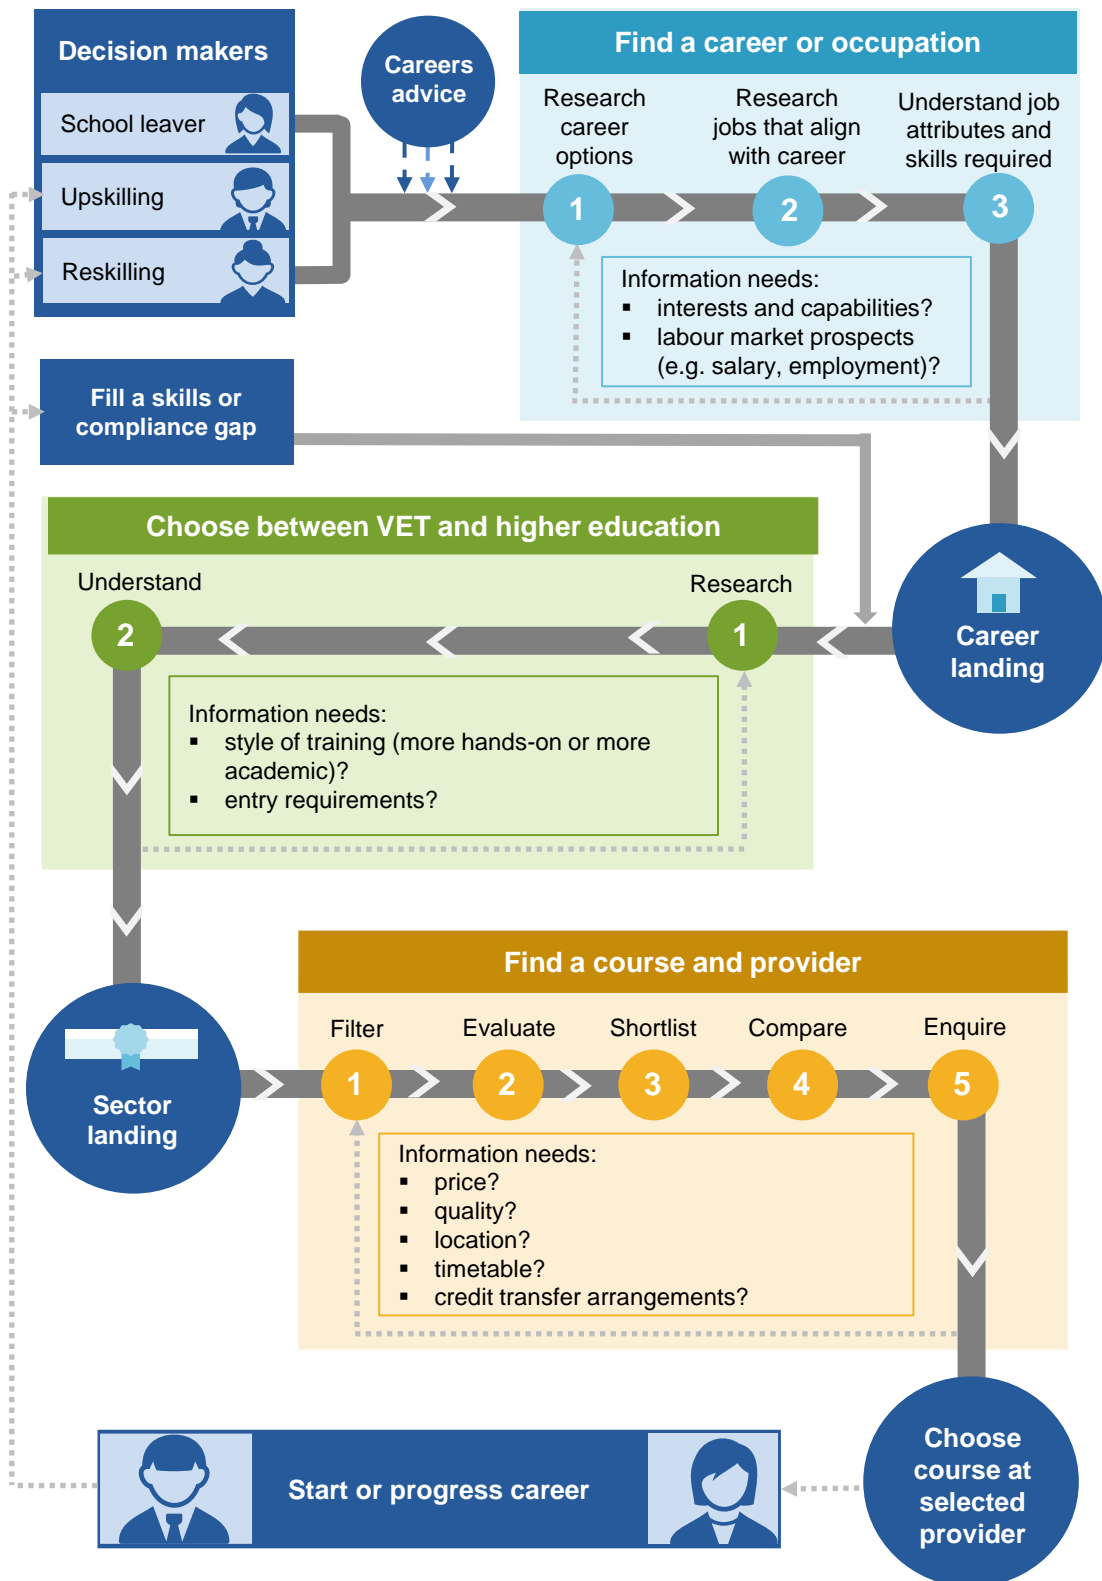 Decision makers
School leaver
Upskilling
Reskilling
Careers
advice
Find a career or occupation
Research
career
options
Research
jobs that align
with career
Understand job
attributes and
skills required
1
2
3
Information needs:
▪ interests and capabilities?
▪ labour market prospects
(e.g. salary, employment)?
Fill a skills or
compliance gap
Career
landing
Choose between VET and higher education
Understand
Research
2
1
Information needs:
▪ style of training (more hands-on or more
academic)?
▪ entry requirements?
Sector
landing
Find a course and provider
Filter
Evaluate
Shortlist
Compare
Enquire
1
2
3
4
5
Information needs:
▪ price?
▪ quality?
▪ location?
▪ timetable?
▪ credit transfer arrangements?
Choose
course at
selected
provider
Start or progress career